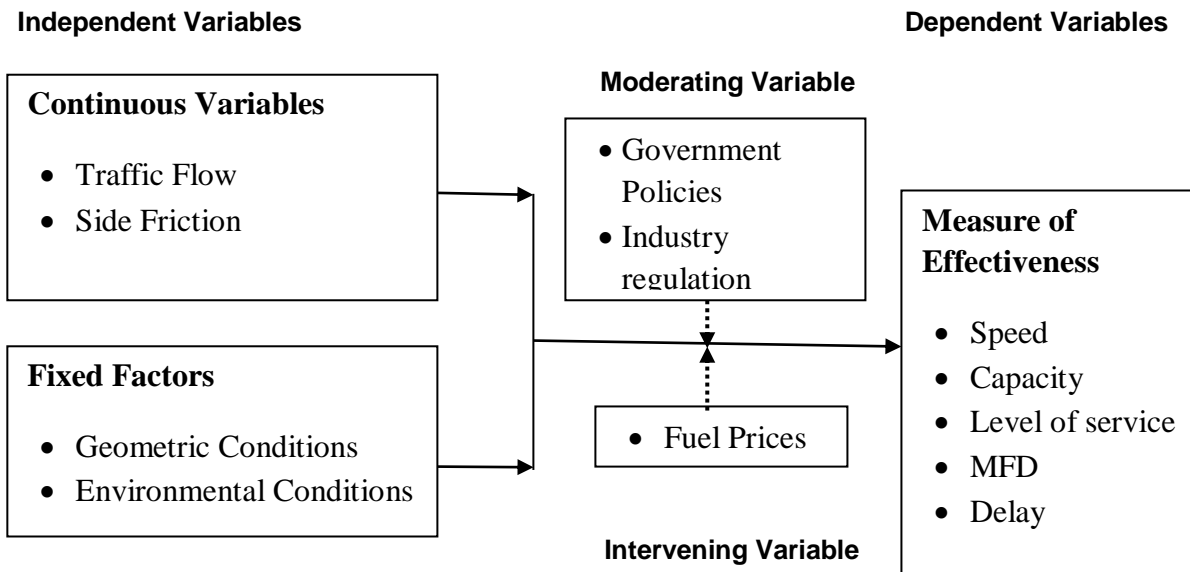 Independent Variables
Dependent Variables
Continuous Variables
• Traffic Flow
• Side Friction
Fixed Factors
• Geometric Conditions
• Environmental Conditions
Moderating Variable
• Government
Policies
• Industry
regulation
• Fuel Prices
Intervening Variable
Measure of
Effectiveness
• Speed
• Capacity
• Level of service
• MFD
• Delay